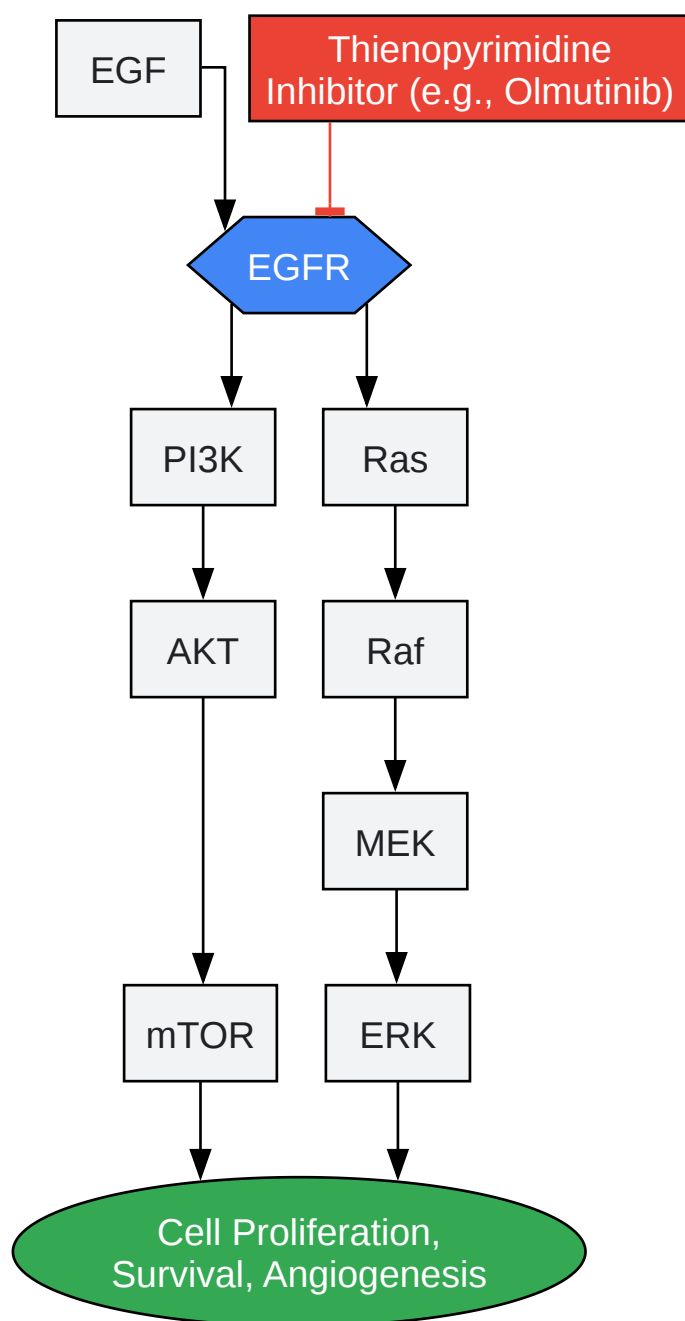 EGF
Thienopyrimidine
Inhibitor (e.g., Olmutinib)
EGFR
PI3K
Ras
AKT
Raf
MEK
mTOR
ERK
Cell Proliferation,
Survival, Angiogenesis